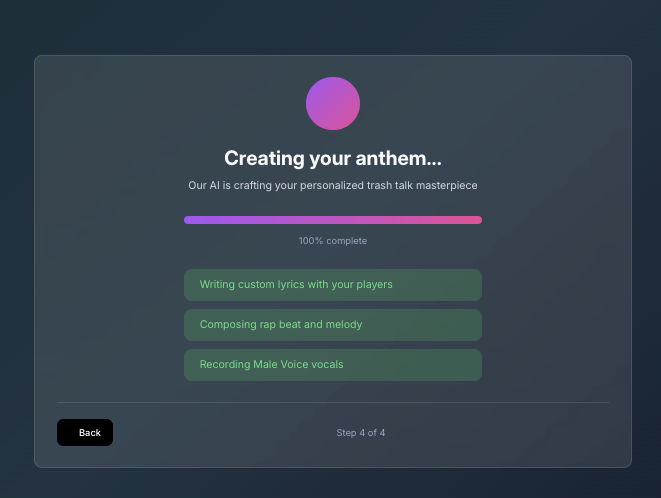 Creating your anthem...
Our AI is crafting your personalized trash talk masterpiece
100% complete
Writing custom lyrics with your players
Composing rap beat and melody
Recording Male Voice vocals
Back
Step 4 of 4